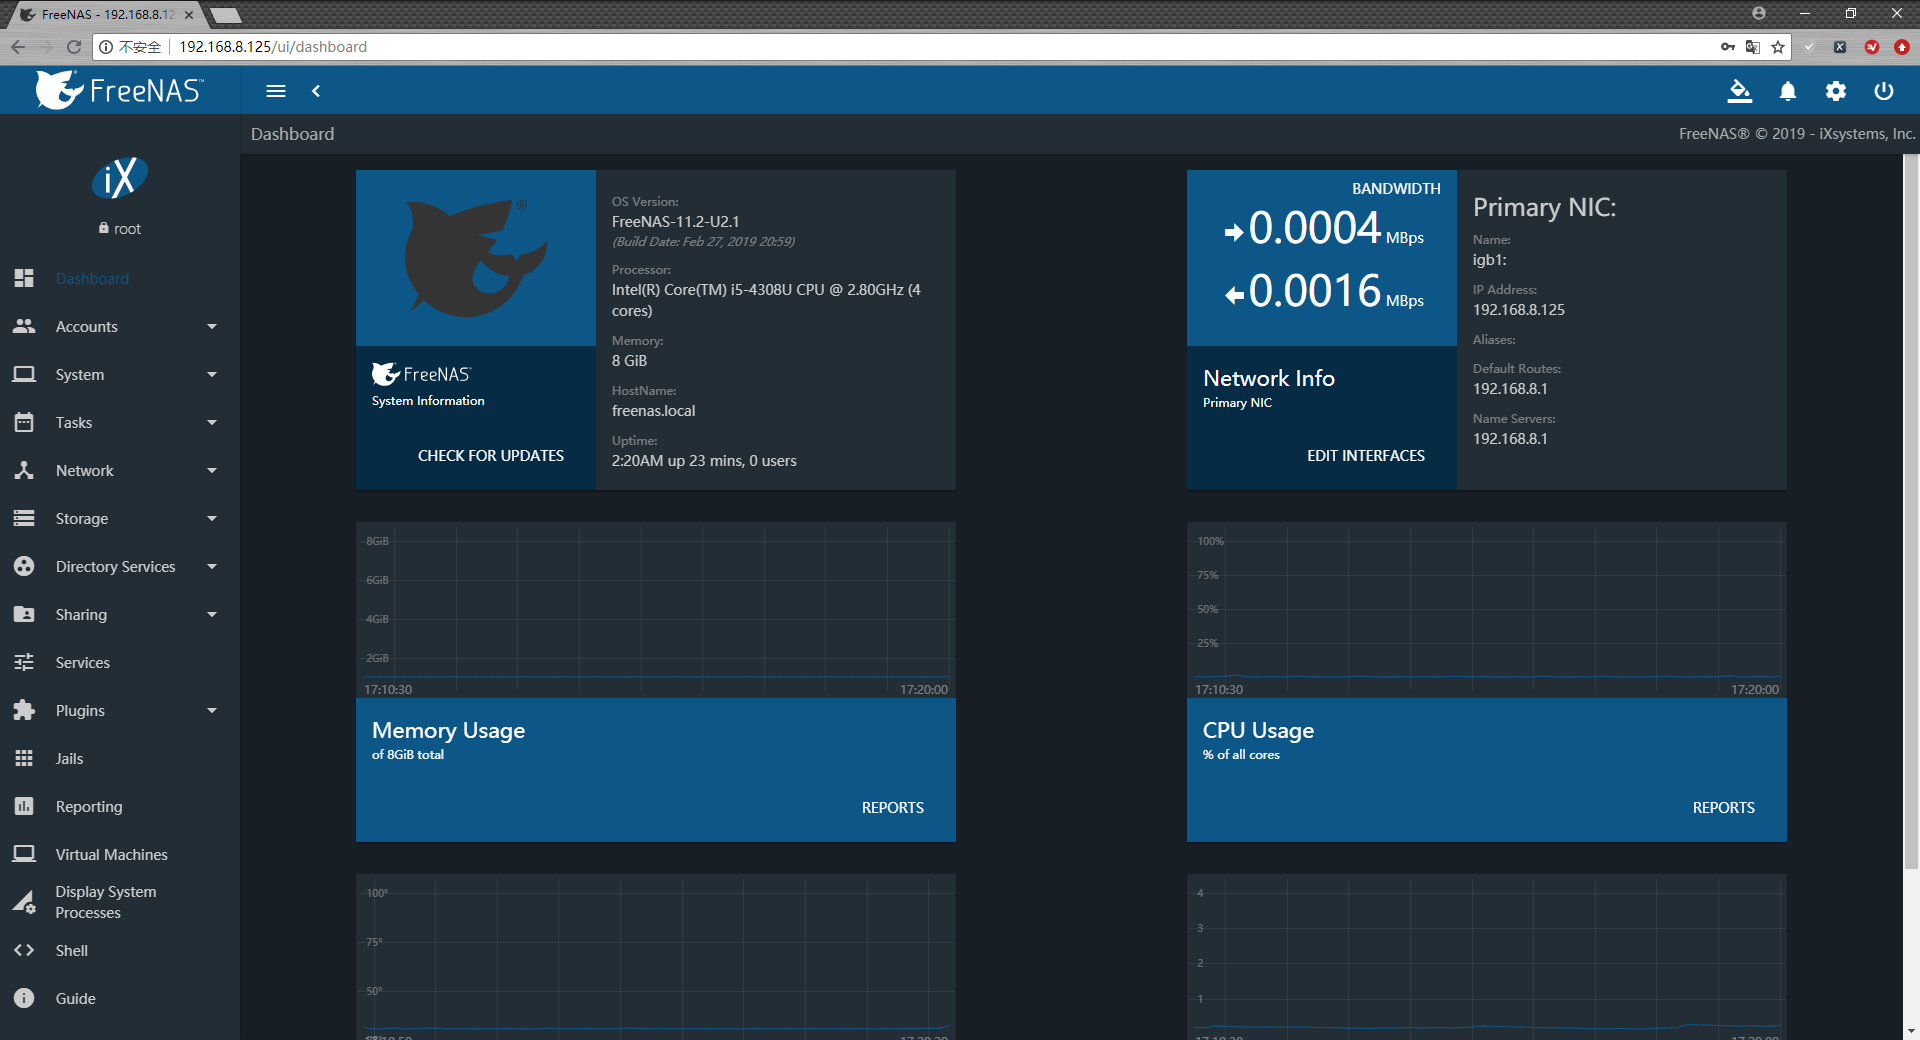 FreeNAS - 192.168.8.12
不安全
192.168.8.125/ui/dashboard
FreeNAS™
Dashboard
FreeNAS® © 2019 - iXsystems, Inc.
iX
root
Dashboard
Accounts
System
Tasks
Network
Storage
Directory Services
Sharing
Services
Plugins
Jails
Reporting
Virtual Machines
Display System
Processes
Shell
Guide
®
FreeNAS™
System Information
CHECK FOR UPDATES
OS Version:
FreeNAS-11.2-U2.1
(Build Date: Feb 27, 2019 20:59)
Processor:
Intel(R) Core(TM) i5-4308U CPU @ 2.80GHz (4
cores)
Memory:
8 GiB
HostName:
freenas.local
Uptime:
2:20AM up 23 mins, 0 users
BANDWIDTH
0.0004 MBps
0.0016 MBps
Network Info
Primary NIC
EDIT INTERFACES
Primary NIC:
Name:
igb1:
IP Address:
192.168.8.125
Aliases:
Default Routes:
192.168.8.1
Name Servers:
192.168.8.1
8GiB
6GiB
4GiB
2GiB
17:10:30
17:20:00
Memory Usage
of 8GiB total
REPORTS
100%
75%
50%
25%
17:10:30
17:20:00
CPU Usage
% of all cores
REPORTS
100°
75°
50°
4
3
2
1